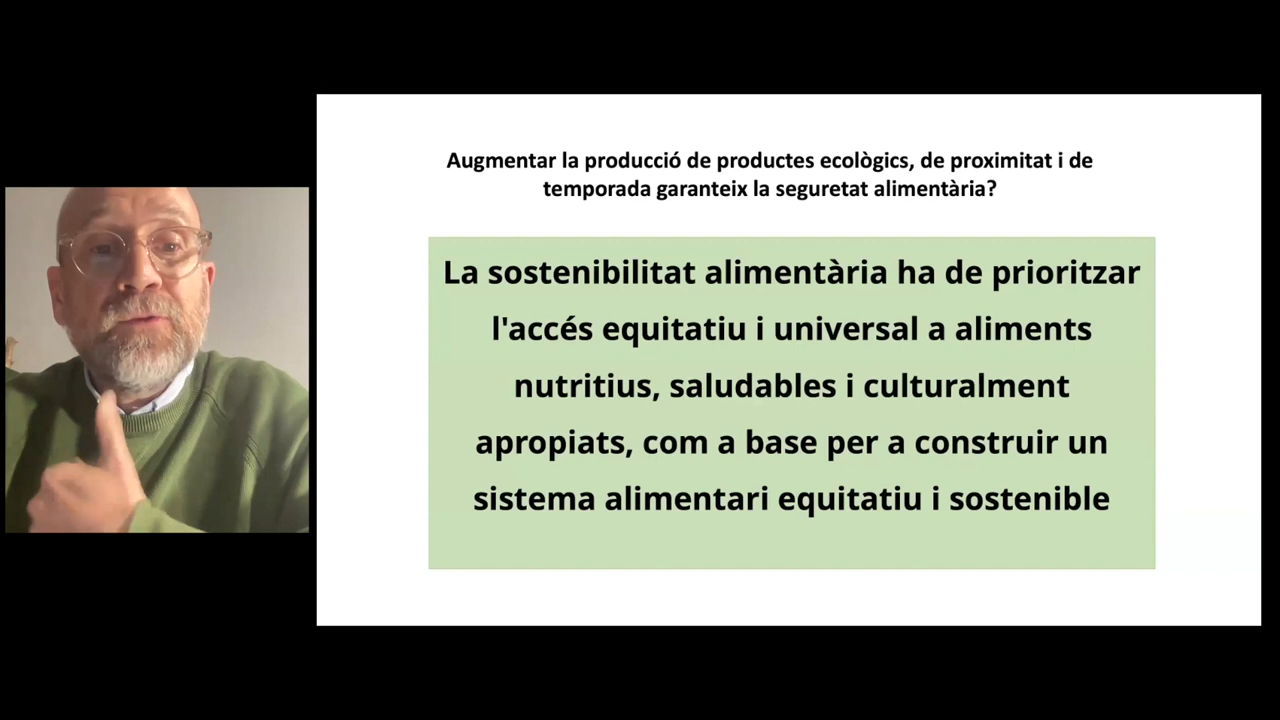 Augmentar la producció de productes ecològics, de proximitat i de
temporada garanteix la seguretat alimentària?
La sostenibilitat alimentària ha de prioritzar
l'accés equitatiu i universal a aliments
nutritius, saludables i culturalment
apropiats, com a base per a construir un
sistema alimentari equitatiu i sostenible